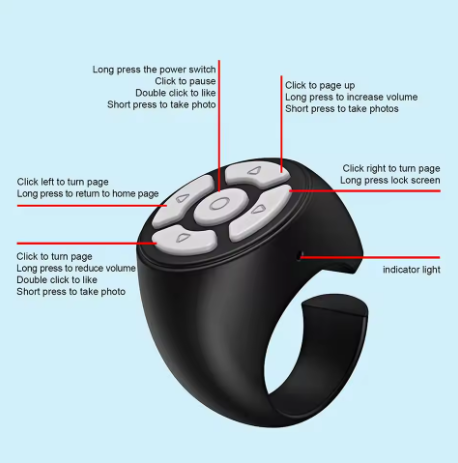 Long press the power switch
Click to pause
Double click to like
Short press to take photo
Click to page up
Long press to increase volume
Short press to take photos
Click right to turn page
Long press lock screen
Click left to turn page
Long press to return to home page
Click to turn page
Long press to reduce volume
Double click to like
Short press to take photo
indicator light